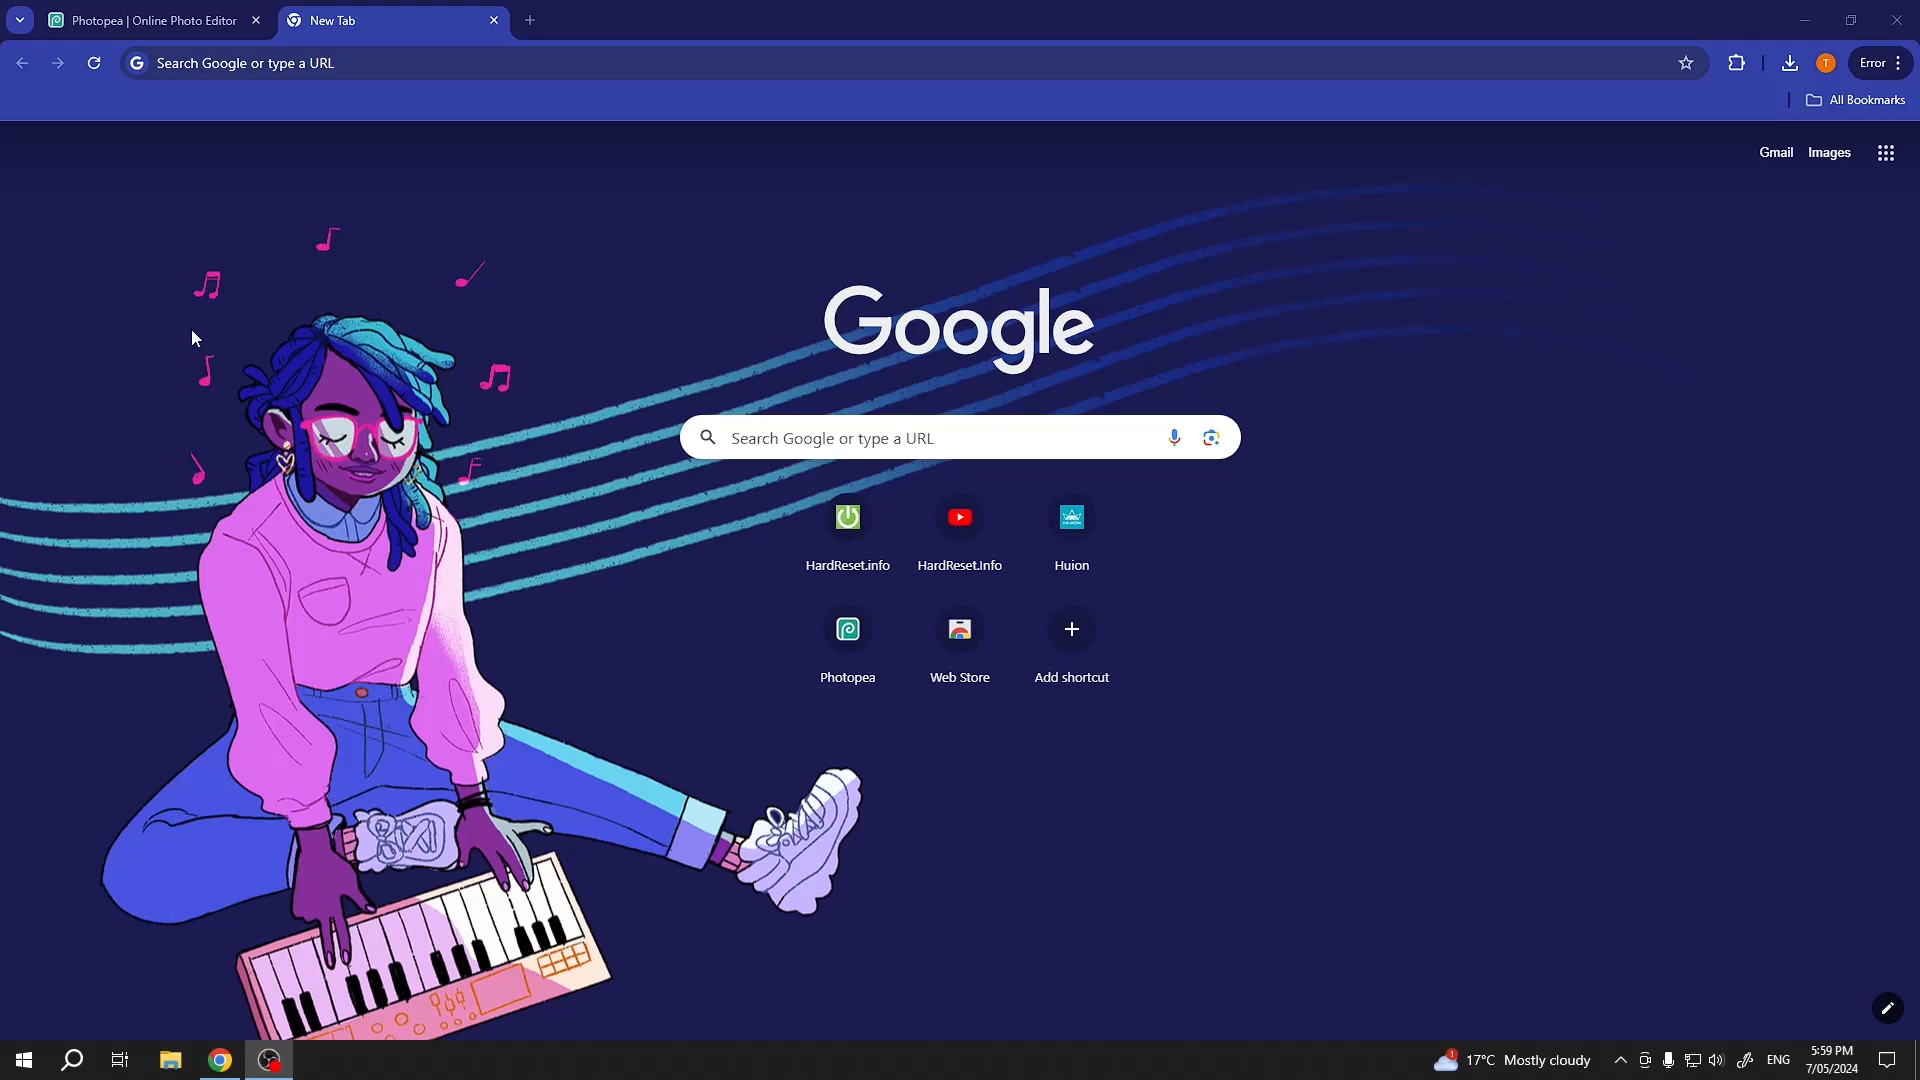 Photopea | Online Photo Editor
New Tab
Search Google or type a URL
Error
All Bookmarks
Gmail
Images
Google
Search Google or type a URL
HardReset.info
HardReset.Info
Huion
Photopea
Web Store
Add shortcut
1
17°C Mostly cloudy
ENG
5:59 PM
7/05/2024